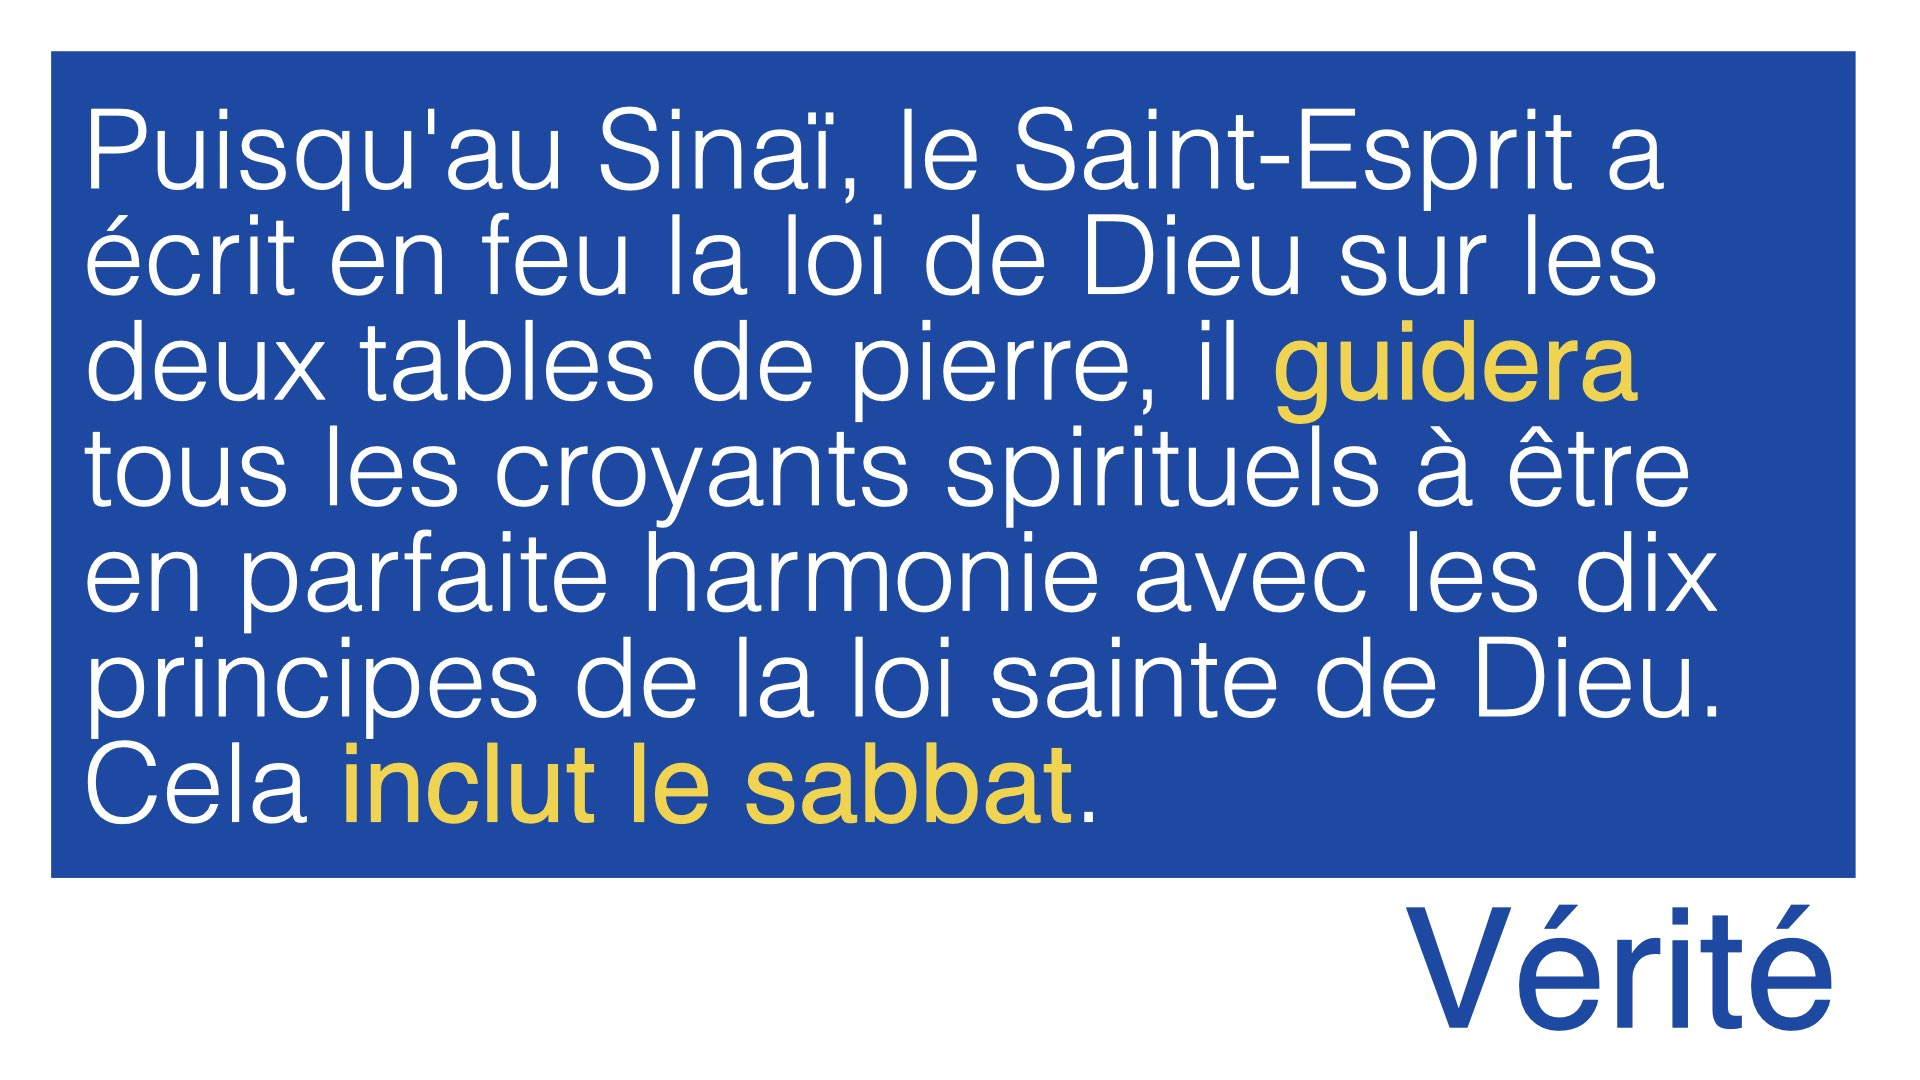 Puisqu'au Sinaï, le Saint-Esprit a
écrit en feu la loi de Dieu sur les
deux tables de pierre, il guidera
tous les croyants spirituels à être
en parfaite harmonie avec les dix
principes de la loi sainte de Dieu.
Cela inclut le sabbat.
Vérité